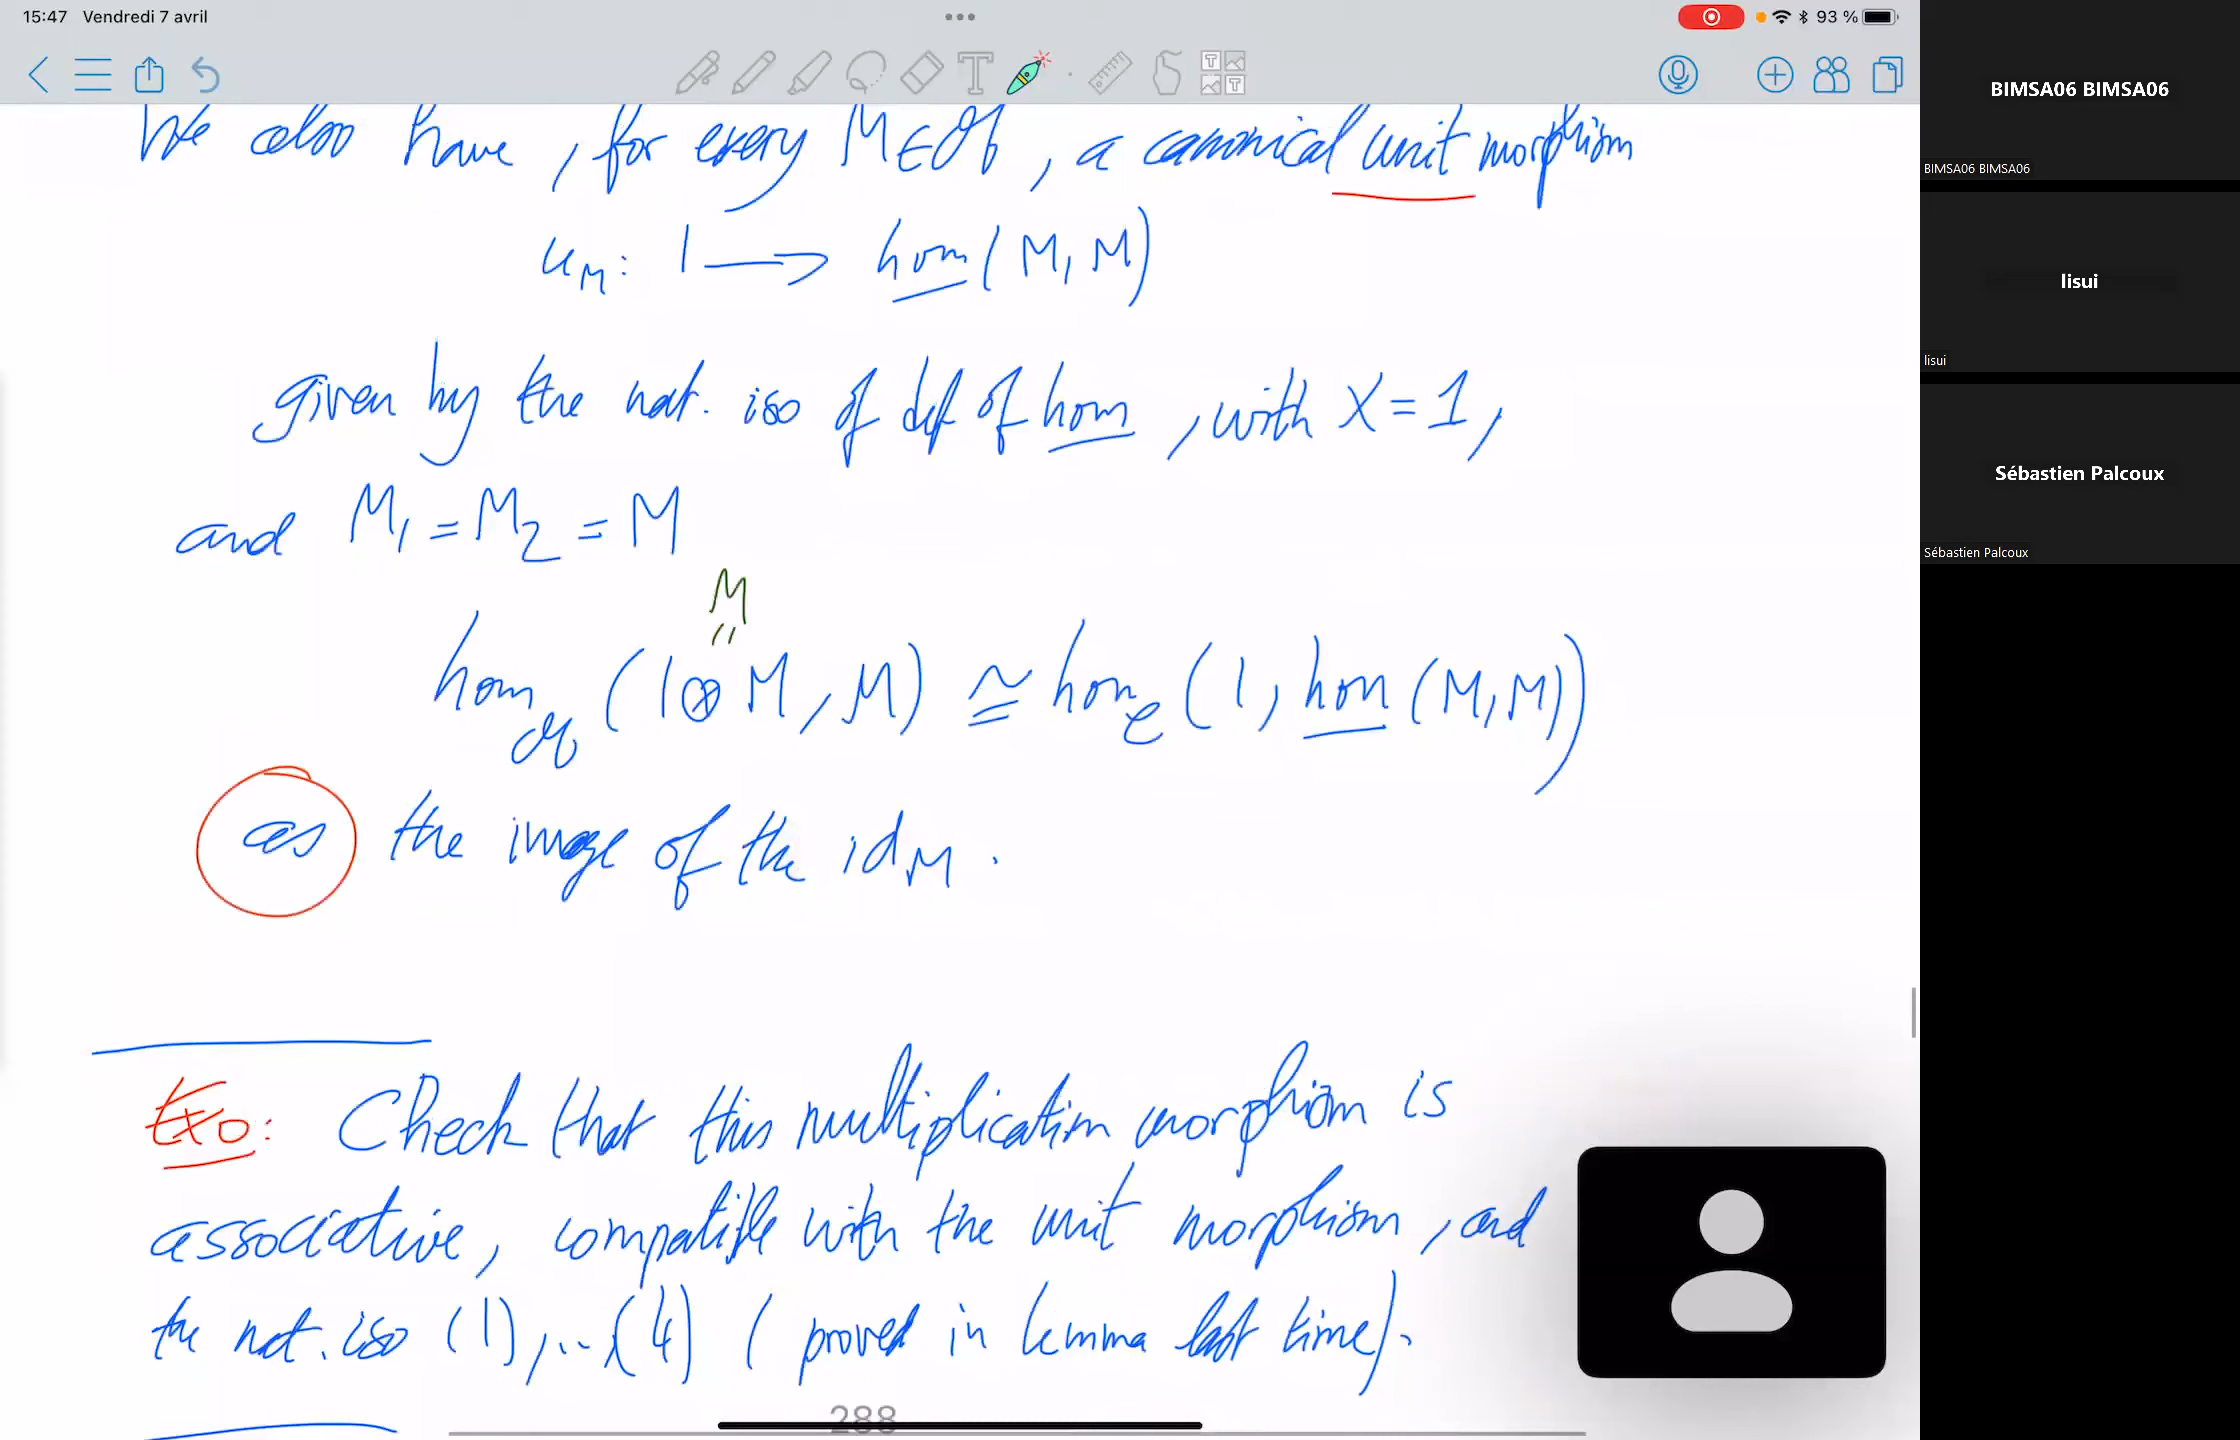 15:47 Vendredi 7 avril
93 %
We also have, for every M ∈ ℳ, a canonical unit morphism
u_M : 1 ⟶ hom(M, M)
given by the nat. iso of def of hom, with X = 1,
and M₁ = M₂ = M
M
"
hom_ℳ (1⊗M, M) ≅ hom_𝒞 (1, hom (M, M))
as the image of the id_M.
Exo: Check that this multiplication morphism is
associative, compatible with the unit morphism, and
the nat. iso (1),..,(4) (proved in lemma last time).
288
BIMSA06 BIMSA06
BIMSA06 BIMSA06
lisui
lisui
Sébastien Palcoux
Sébastien Palcoux